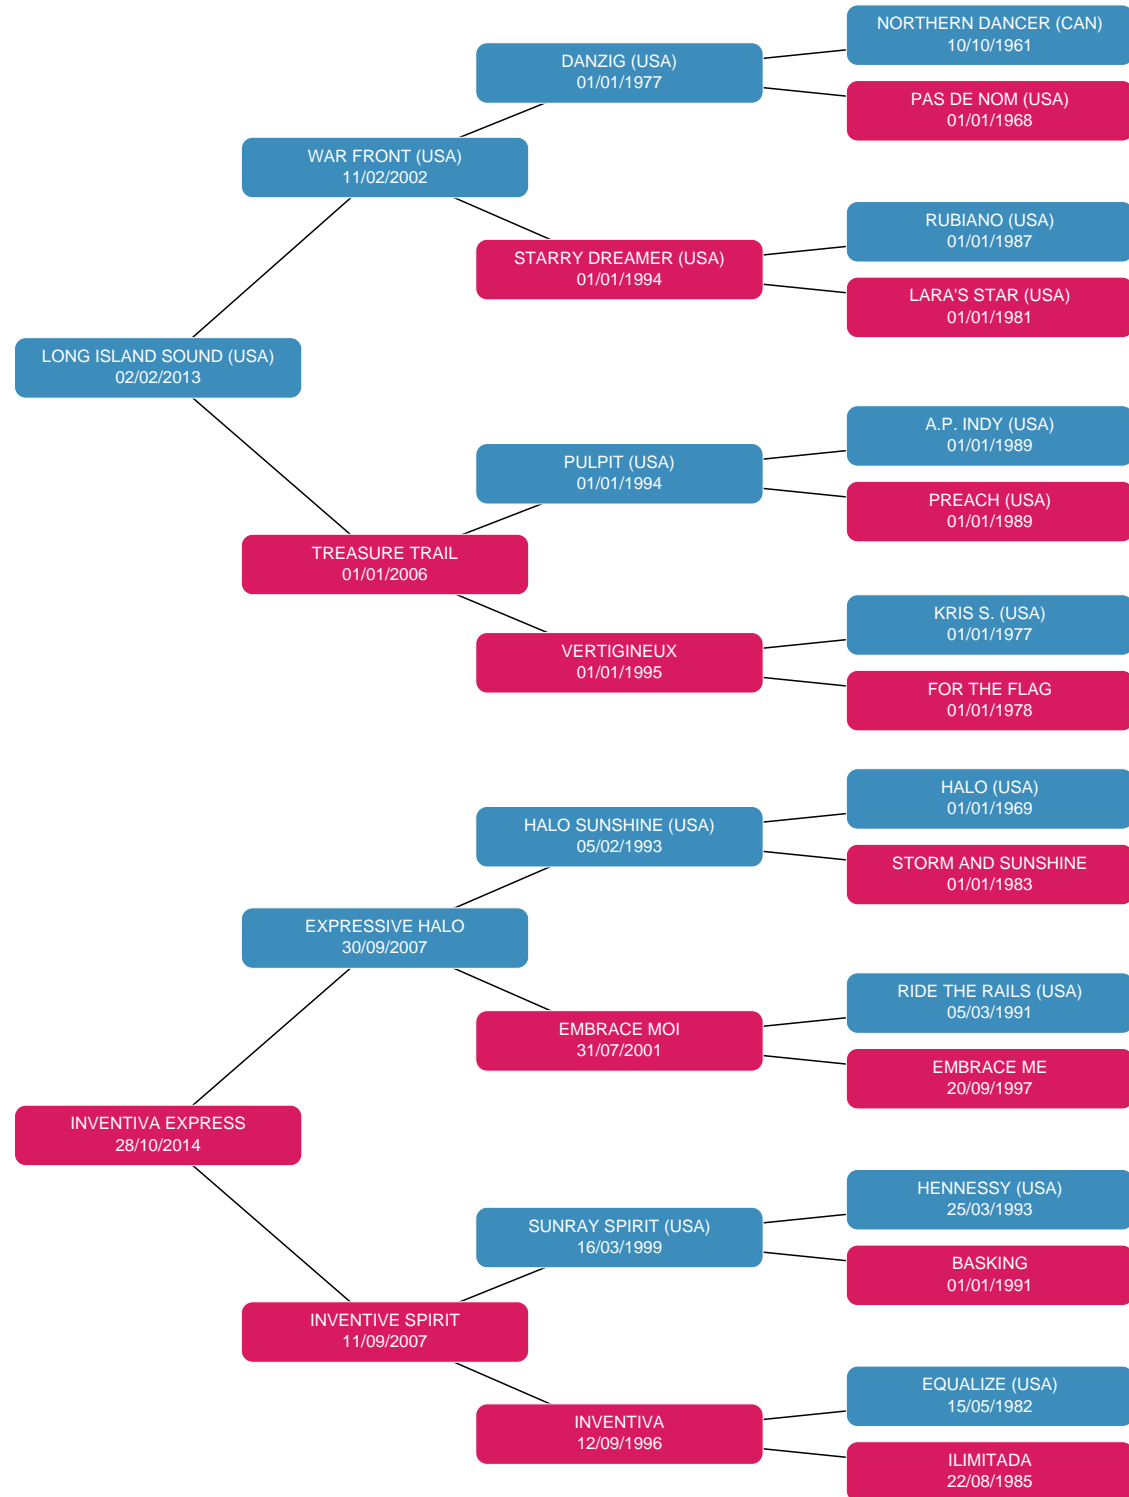 NORTHERN DANCER (CAN)
10/10/1961
DANZIG (USA)
01/01/1977
PAS DE NOM (USA)
01/01/1968
WAR FRONT (USA)
11/02/2002
RUBIANO (USA)
01/01/1987
STARRY DREAMER (USA)
01/01/1994
LARA'S STAR (USA)
01/01/1981
LONG ISLAND SOUND (USA)
02/02/2013
A.P. INDY (USA)
01/01/1989
PULPIT (USA)
01/01/1994
PREACH (USA)
01/01/1989
TREASURE TRAIL
01/01/2006
KRIS S. (USA)
01/01/1977
VERTIGINEUX
01/01/1995
FOR THE FLAG
01/01/1978
HALO (USA)
01/01/1969
HALO SUNSHINE (USA)
05/02/1993
STORM AND SUNSHINE
01/01/1983
EXPRESSIVE HALO
30/09/2007
RIDE THE RAILS (USA)
05/03/1991
EMBRACE MOI
31/07/2001
EMBRACE ME
20/09/1997
INVENTIVA EXPRESS
28/10/2014
HENNESSY (USA)
25/03/1993
SUNRAY SPIRIT (USA)
16/03/1999
BASKING
01/01/1991
INVENTIVE SPIRIT
11/09/2007
EQUALIZE (USA)
15/05/1982
INVENTIVA
12/09/1996
ILIMITADA
22/08/1985